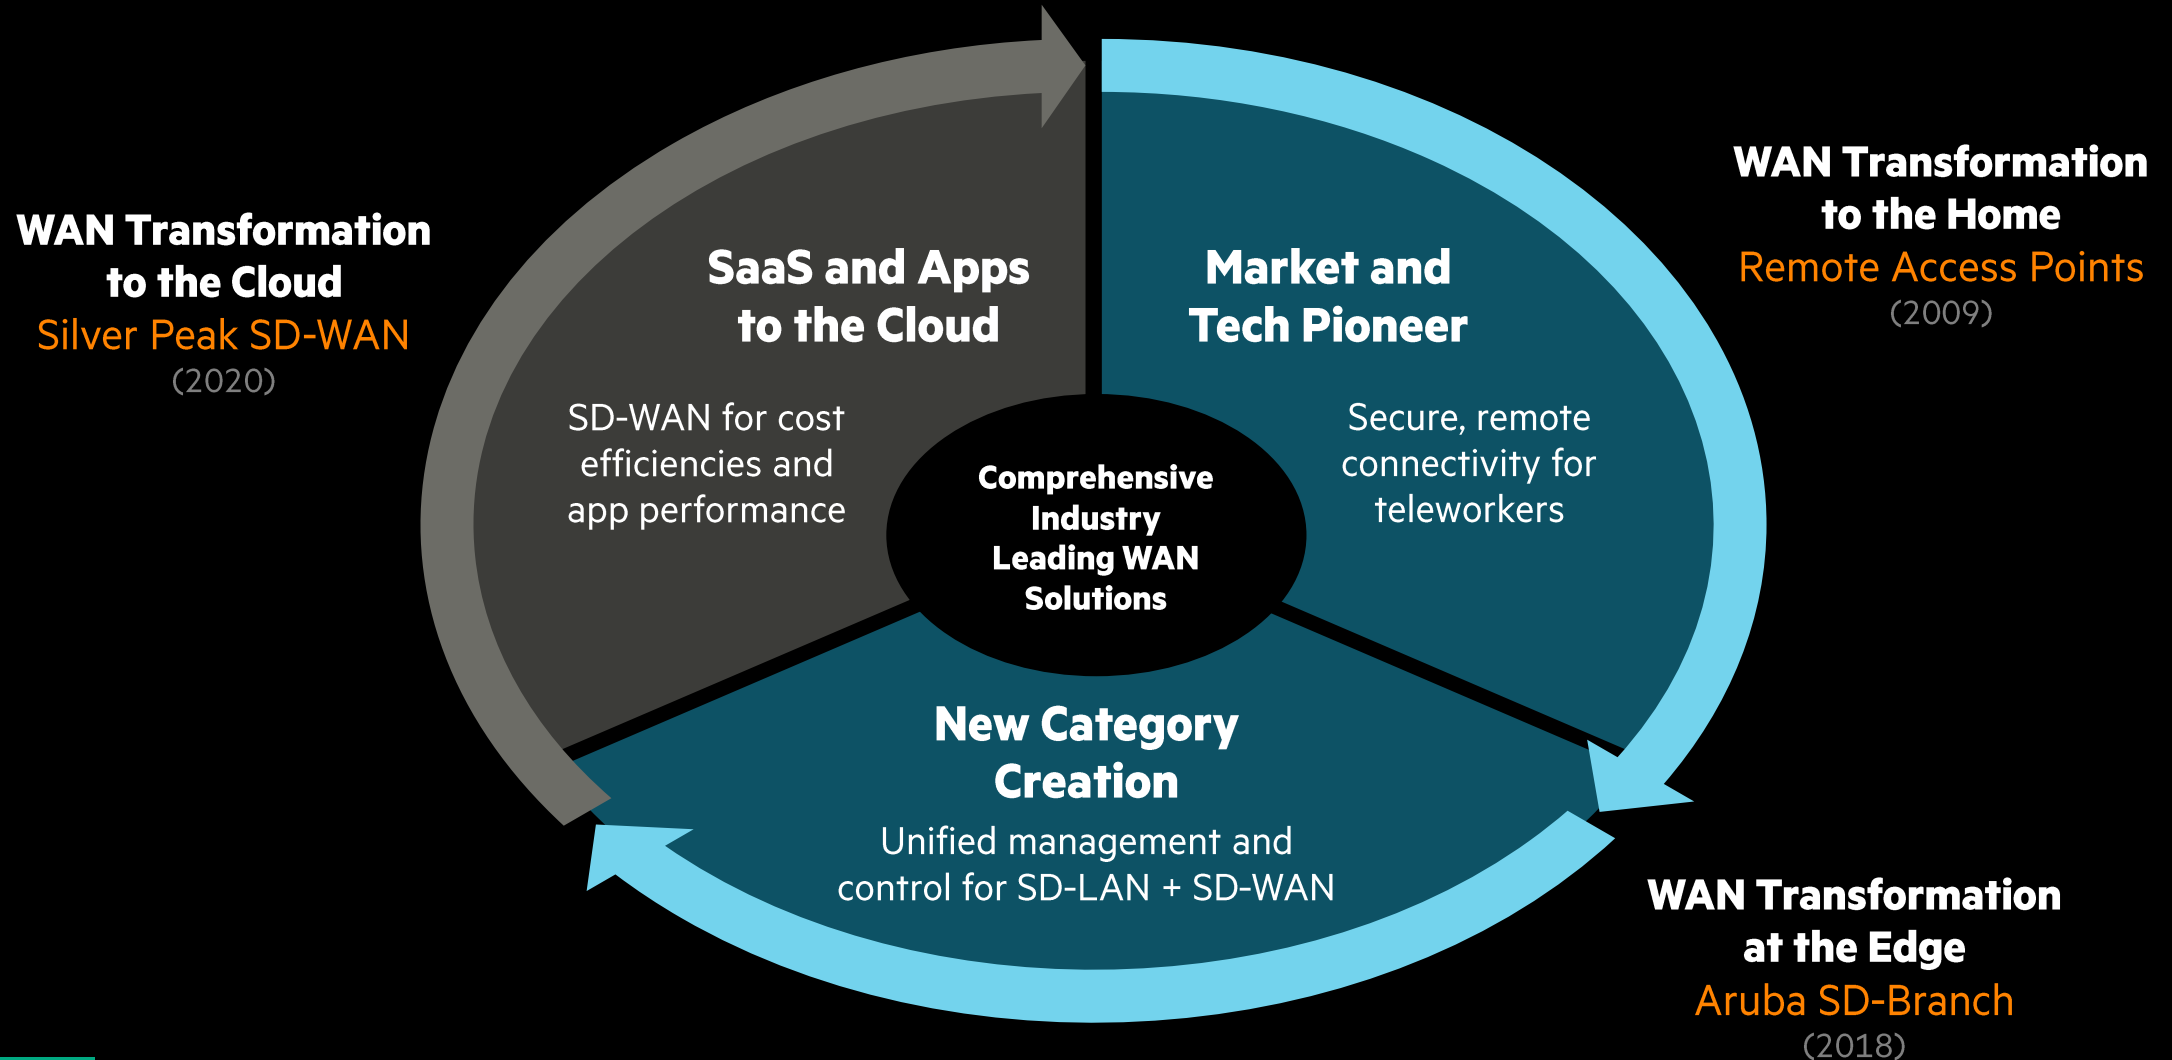 WAN Transformation
to the Cloud
Silver Peak SD-WAN
(2020)
SaaS and Apps
to the Cloud
SD-WAN for cost
efficiencies and
app performance
Market and
Tech Pioneer
Secure, remote
connectivity for
teleworkers
WAN Transformation
to the Home
Remote Access Points
(2009)
Comprehensive
Industry
Leading WAN
Solutions
New Category
Creation
Unified management and
control for SD-LAN + SD-WAN
WAN Transformation
at the Edge
Aruba SD-Branch
(2018)